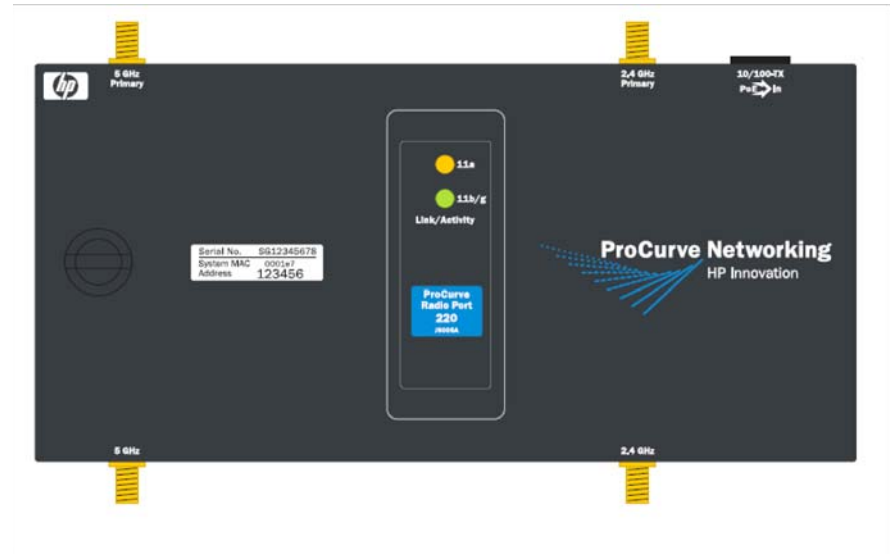 5 GHz
Primary
2,4 GHz
Primary
10/100-TX
PoE In
hp
11a
11b/g
Link/Activity
Serial No. SG12345678
System MAC 0001e7
Address 123456
ProCurve Networking
HP Innovation
ProCurve
Radio Port
220
5 GHz
2,4 GHz